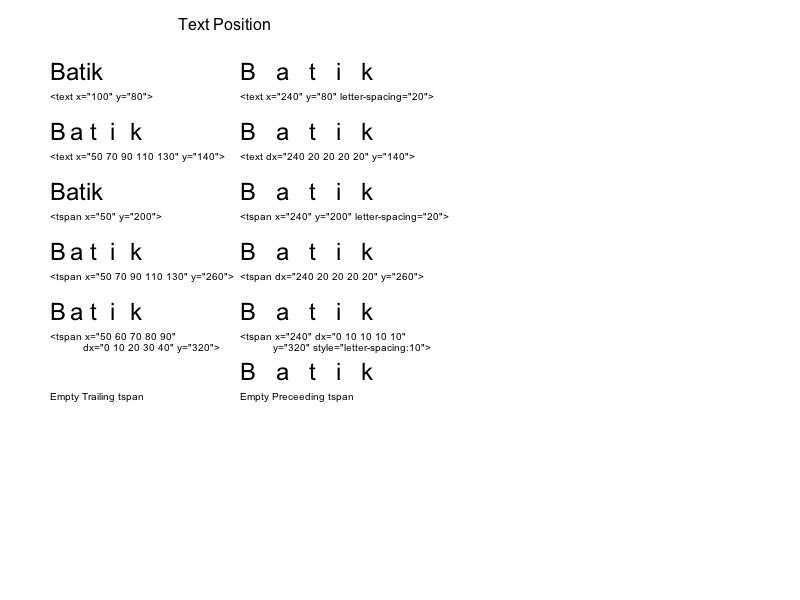 Text Position
Batik
B a t i k
<text x="100" y="80">
<text x="240" y="80" letter-spacing="20">
B a t i k
B a t i k
<text x="50 70 90 110 130" y="140">
<text dx="240 20 20 20 20" y="140">
Batik
B a t i k
<tspan x="50" y="200">
<tspan x="240" y="200" letter-spacing="20">
B a t i k
B a t i k
<tspan x="50 70 90 110 130" y="260">
<tspan dx="240 20 20 20 20" y="260">
B a t i k
B a t i k
<tspan x="50 60 70 80 90"
dx="0 10 20 30 40" y="320">
<tspan x="240" dx="0 10 10 10 10"
y="320" style="letter-spacing:10">
B a t i k
Empty Trailing tspan
Empty Preceeding tspan